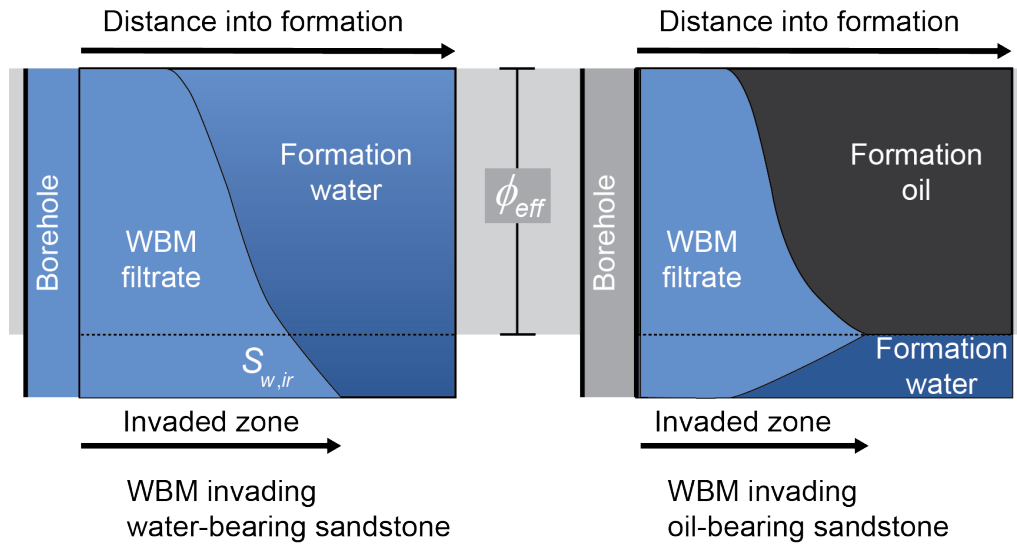 Distance into formation
Borehole
WBM
filtrate
Formation
water
S w,ir
Invaded zone
WBM invading
water-bearing sandstone
ϕeff
Distance into formation
Borehole
WBM
filtrate
Formation
oil
Formation
water
Invaded zone
WBM invading
oil-bearing sandstone